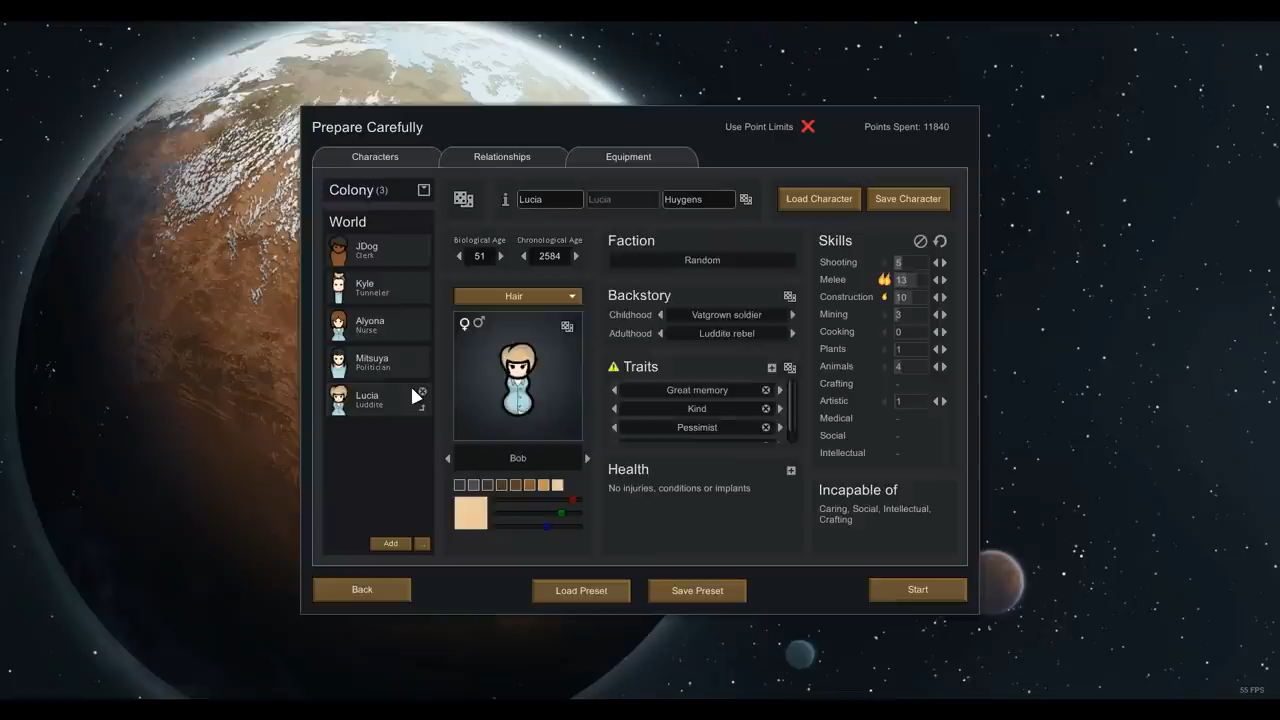 Prepare Carefully
Use Point Limits
Points Spent: 11840
Characters
Relationships
Equipment
Colony (3)
World
JDog
Clerk
Kyle
Tunneler
Alyona
Nurse
Mitsuya
Politician
Lucia
Luddite
Add
...
Lucia
Lucia
Huygens
Load Character
Save Character
Biological Age
Chronological Age
51
2584
Hair
Bob
Faction
Random
Backstory
Childhood
Vatgrown soldier
Adulthood
Luddite rebel
Traits
Great memory
Kind
Pessimist
Health
No injuries, conditions or implants
Skills
Shooting 5
Melee 13
Construction 10
Mining 3
Cooking 0
Plants 1
Animals 4
Crafting -
Artistic 1
Medical -
Social -
Intellectual -
Incapable of
Caring, Social, Intellectual,
Crafting
Back
Load Preset
Save Preset
Start
55 FPS